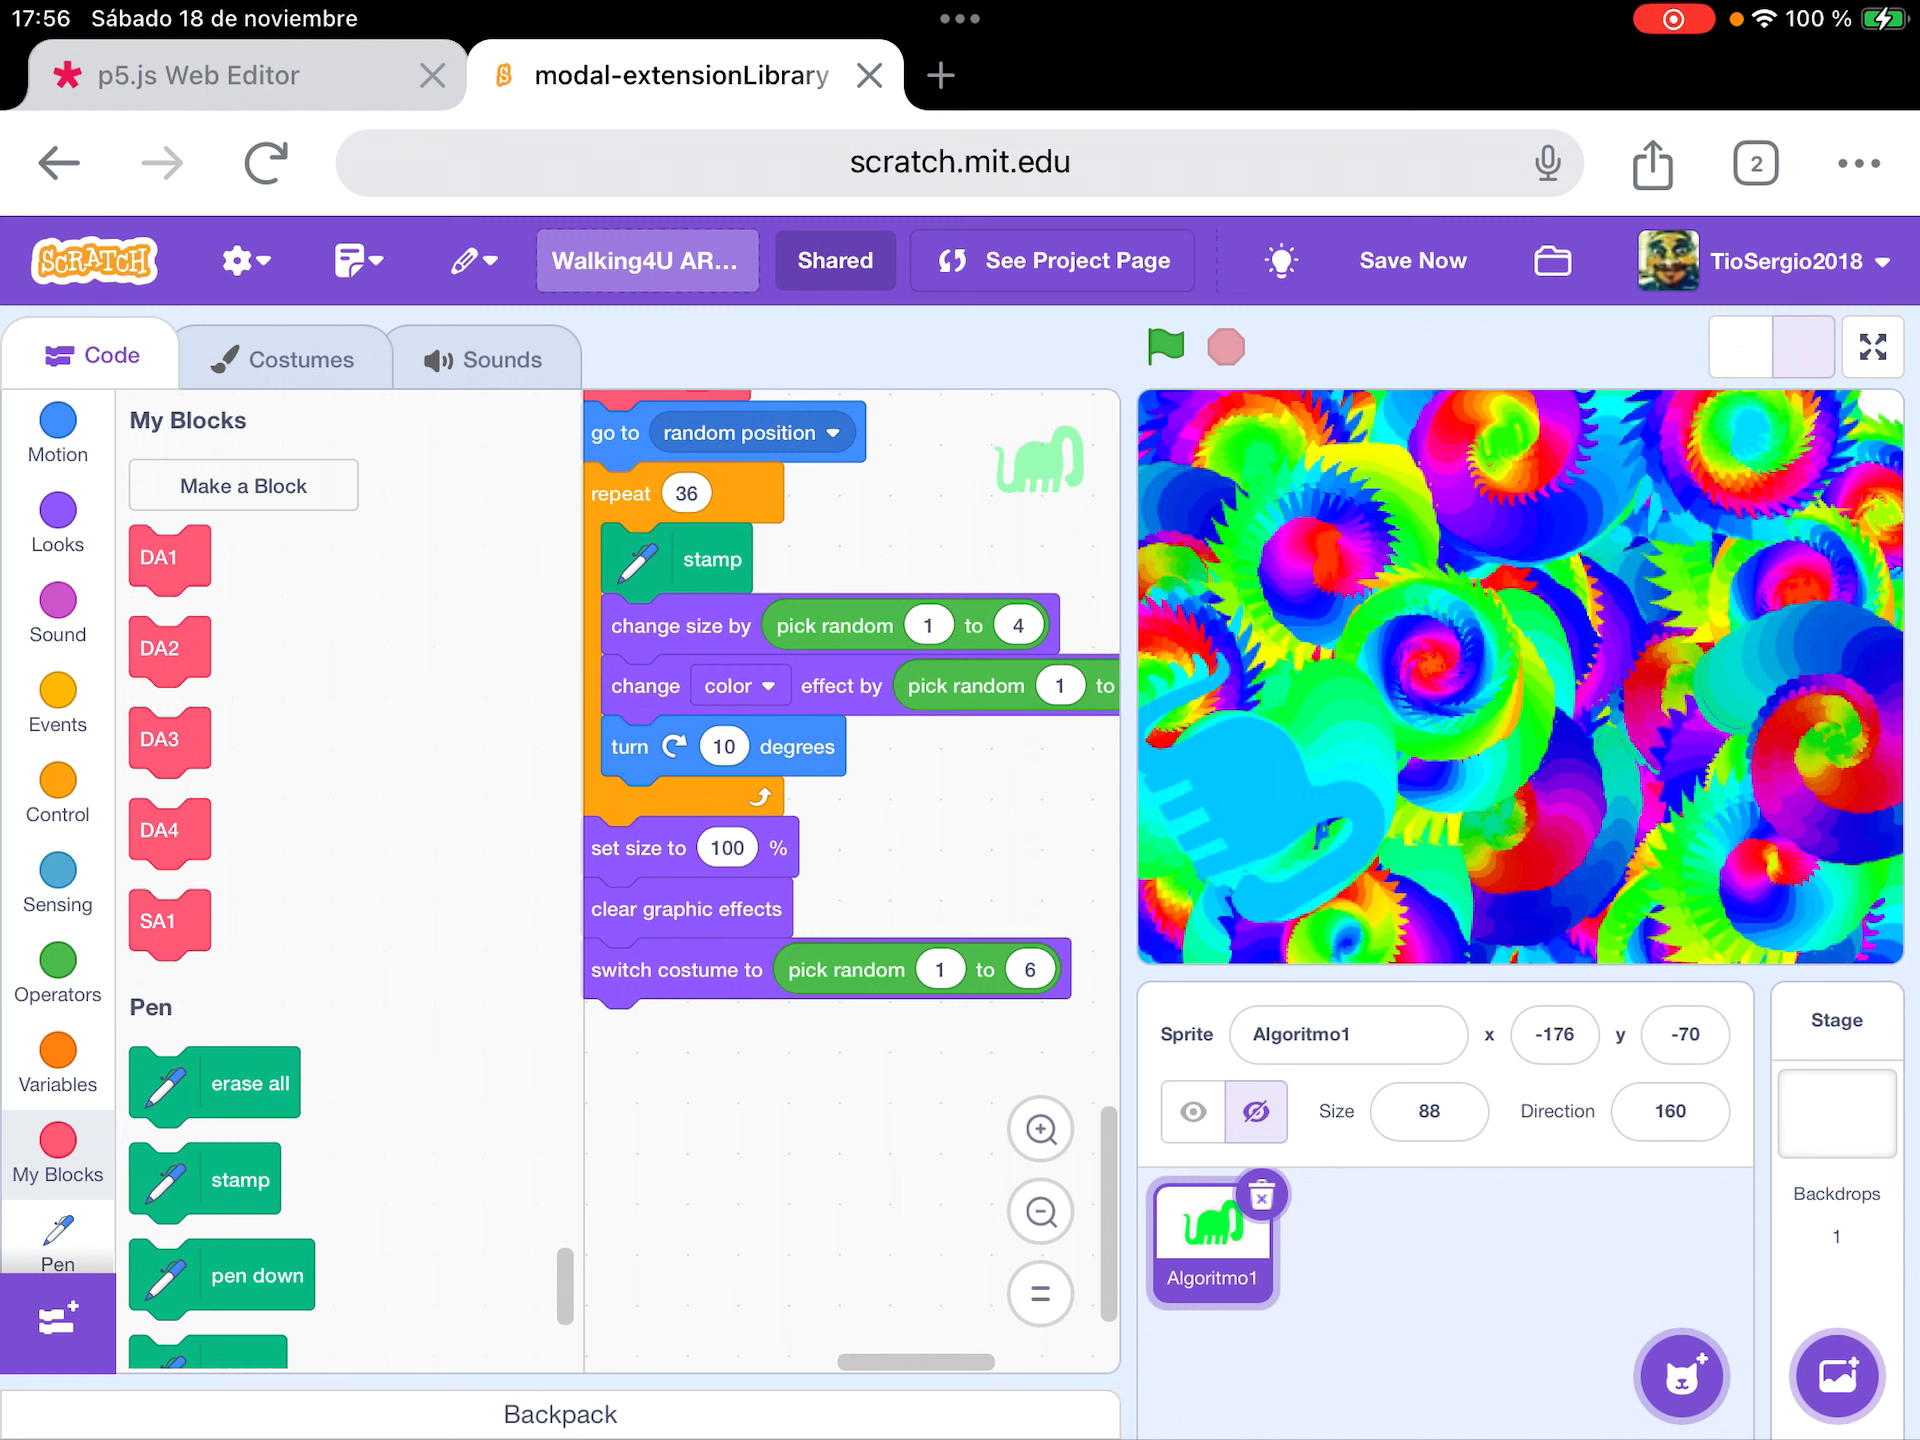 17:56 Sábado 18 de noviembre
100 %
p5.js Web Editor
modal-extensionLibrary
scratch.mit.edu
2
SCRATCH
Walking4U AR...
Shared
See Project Page
Save Now
TioSergio2018
Code
Costumes
Sounds
Motion
Looks
Sound
Events
Control
Sensing
Operators
Variables
My Blocks
Pen
My Blocks
Make a Block
DA1
DA2
DA3
DA4
SA1
Pen
erase all
stamp
pen down
go to random position
repeat 36
stamp
change size by pick random 1 to 4
change color effect by pick random 1 to
turn 10 degrees
set size to 100 %
clear graphic effects
switch costume to pick random 1 to 6
Backpack
Sprite Algoritmo1 x -176 y -70
Size 88 Direction 160
Algoritmo1
Stage
Backdrops
1